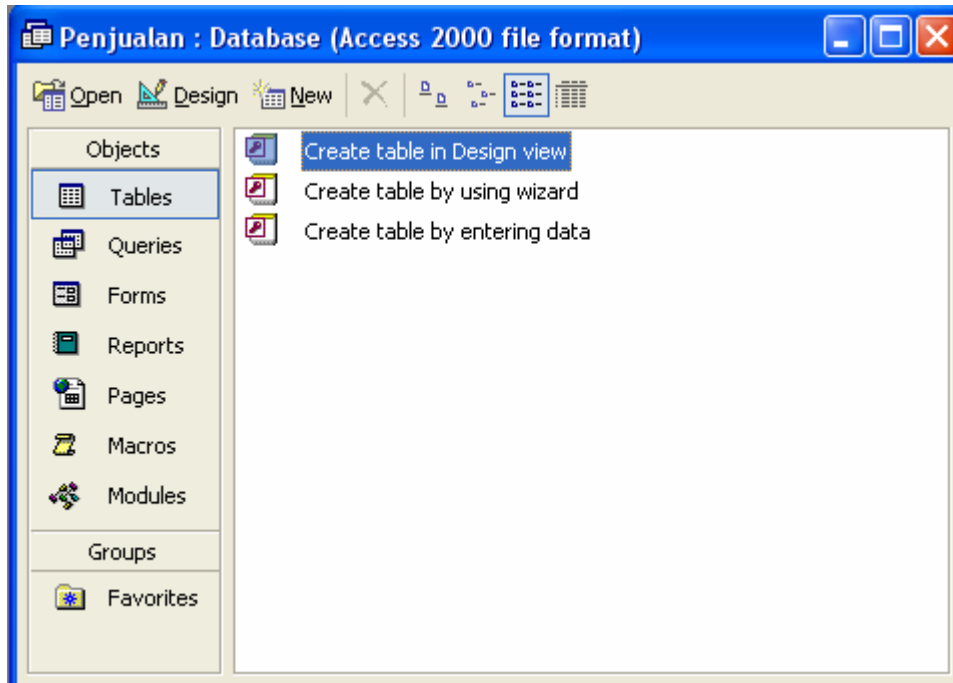 Penjualan : Database (Access 2000 file format)
Open Design New
Objects
Tables
Queries
Forms
Reports
Pages
Macros
Modules
Groups
Favorites
Create table in Design view
Create table by using wizard
Create table by entering data